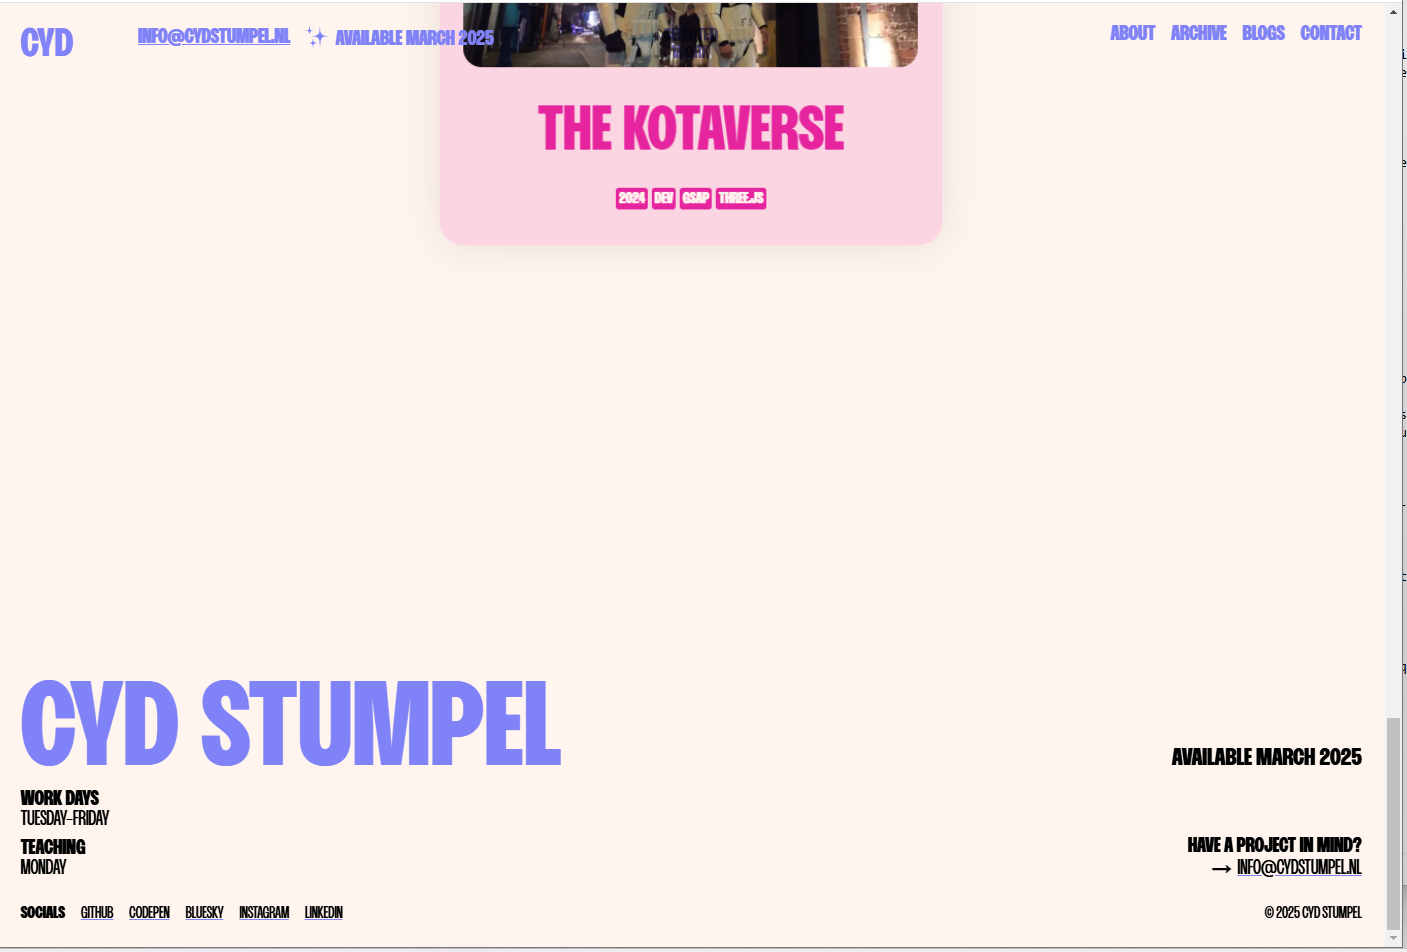 CYD
INFO@CYDSTUMPEL.NL
AVAILABLE MARCH 2025
ABOUT ARCHIVE BLOGS CONTACT
THE KOTAVERSE
2024 DEV GSAP THREE.JS
CYD STUMPEL
AVAILABLE MARCH 2025
WORK DAYS
TUESDAY–FRIDAY
TEACHING
MONDAY
HAVE A PROJECT IN MIND?
→ INFO@CYDSTUMPEL.NL
SOCIALS GITHUB CODEPEN BLUESKY INSTAGRAM LINKEDIN
© 2025 CYD STUMPEL